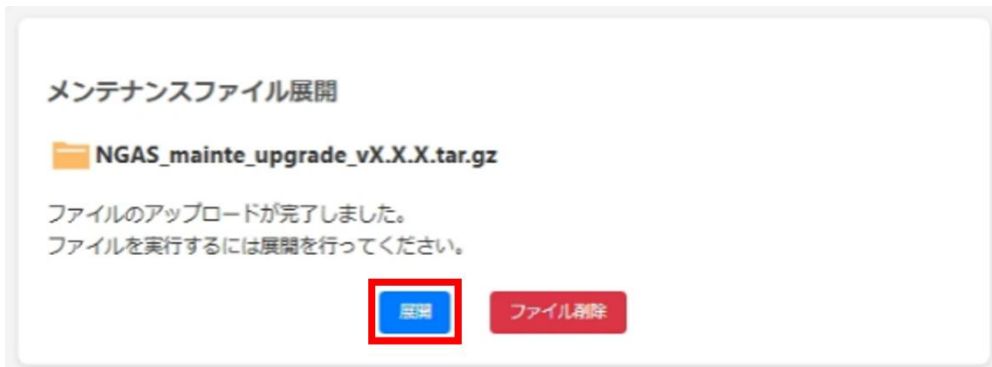 メンテナンスファイル展開
NGAS_mainte_upgrade_vX.X.X.tar.gz
ファイルのアップロードが完了しました。
ファイルを実行するには展開を行ってください。
展開 ファイル削除